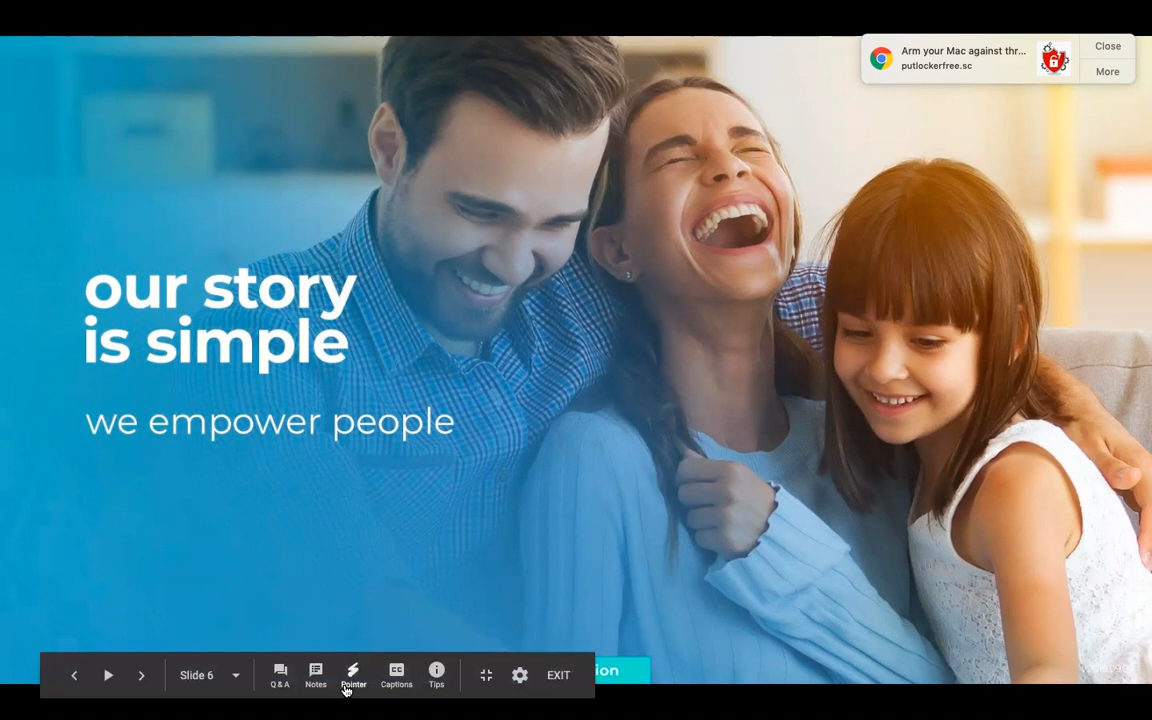 Arm your Mac against thr...
putlockerfree.sc
Close
More
our story
is simple
we empower people
Slide 6
Q & A
Notes
Pointer
Captions
Tips
EXIT
ion